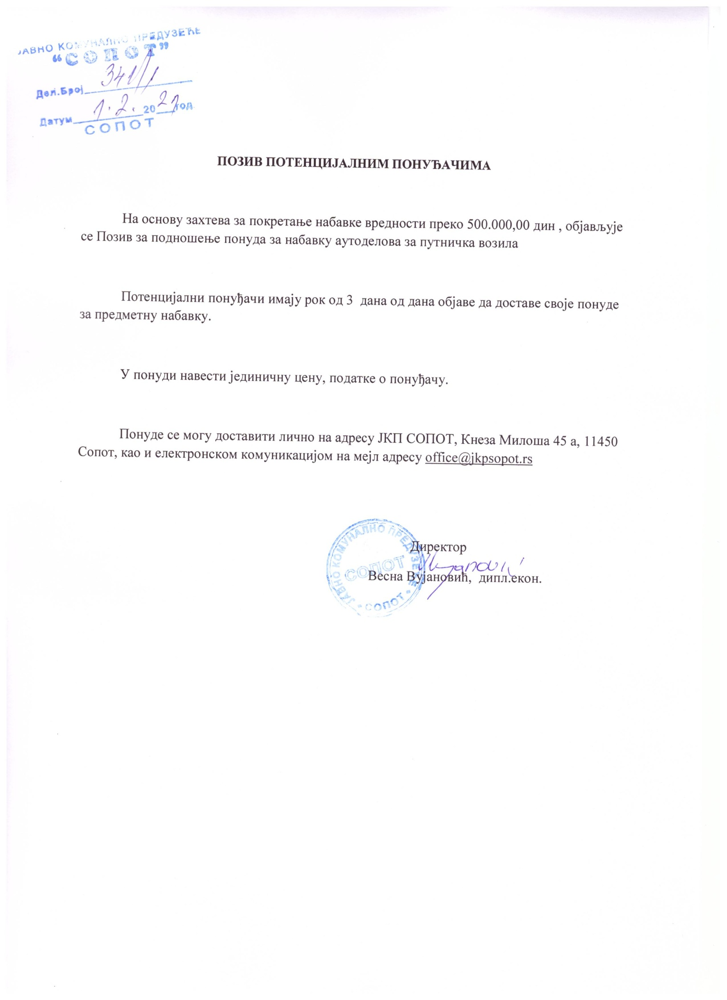 ЈАВНО КОМУНАЛНО ПРЕДУЗЕЋЕ
“СОПОТ”
Дел.Број 341/1
Датум 1.2. 2021 год.
СОПОТ
ПОЗИВ ПОТЕНЦИЈАЛНИМ ПОНУЂАЧИМА
На основу захтева за покретање набавке вредности преко 500.000,00 дин , објављује
се Позив за подношење понуда за набавку аутоделова за путничка возила
Потенцијални понуђачи имају рок од 3 дана од дана објаве да доставе своје понуде
за предметну набавку.
У понуди навести јединичну цену, податке о понуђачу.
Понуде се могу доставити лично на адресу ЈКП СОПОТ, Кнеза Милоша 45 а, 11450
Сопот, као и електронском комуникацијом на мејл адресу office@jkpsopot.rs
ЈАВНО КОМУНАЛНО ПРЕДУЗЕЋЕ
СОПОТ
СОПОТ
Директор
Весна Вујановић, дипл.екон.